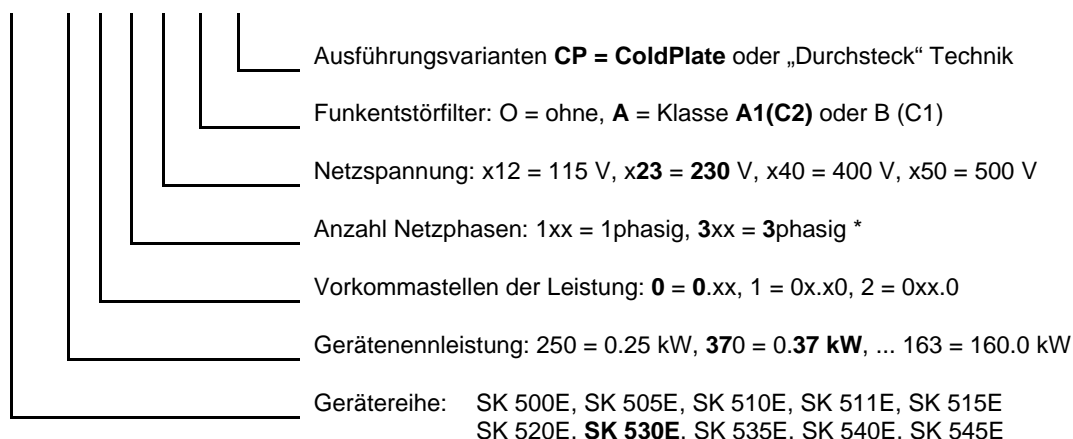 Ausführungsvarianten CP = ColdPlate oder „Durchsteck“ Technik
Funkentstörfilter: O = ohne, A = Klasse A1(C2) oder B (C1)
Netzspannung: x12 = 115 V, x23 = 230 V, x40 = 400 V, x50 = 500 V
Anzahl Netzphasen: 1xx = 1phasig, 3xx = 3phasig *
Vorkommastellen der Leistung: 0 = 0.xx, 1 = 0x.x0, 2 = 0xx.0
Gerätenennleistung: 250 = 0.25 kW, 370 = 0.37 kW, ... 163 = 160.0 kW
Gerätereihe: SK 500E, SK 505E, SK 510E, SK 511E, SK 515E
SK 520E, SK 530E, SK 535E, SK 540E, SK 545E